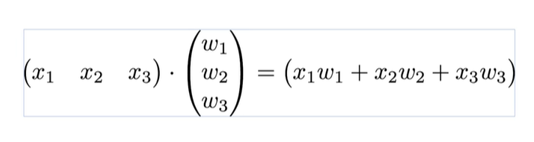 (x₁ x₂ x₃) · (w₁ w₂ w₃) = (x₁w₁ + x₂w₂ + x₃w₃)